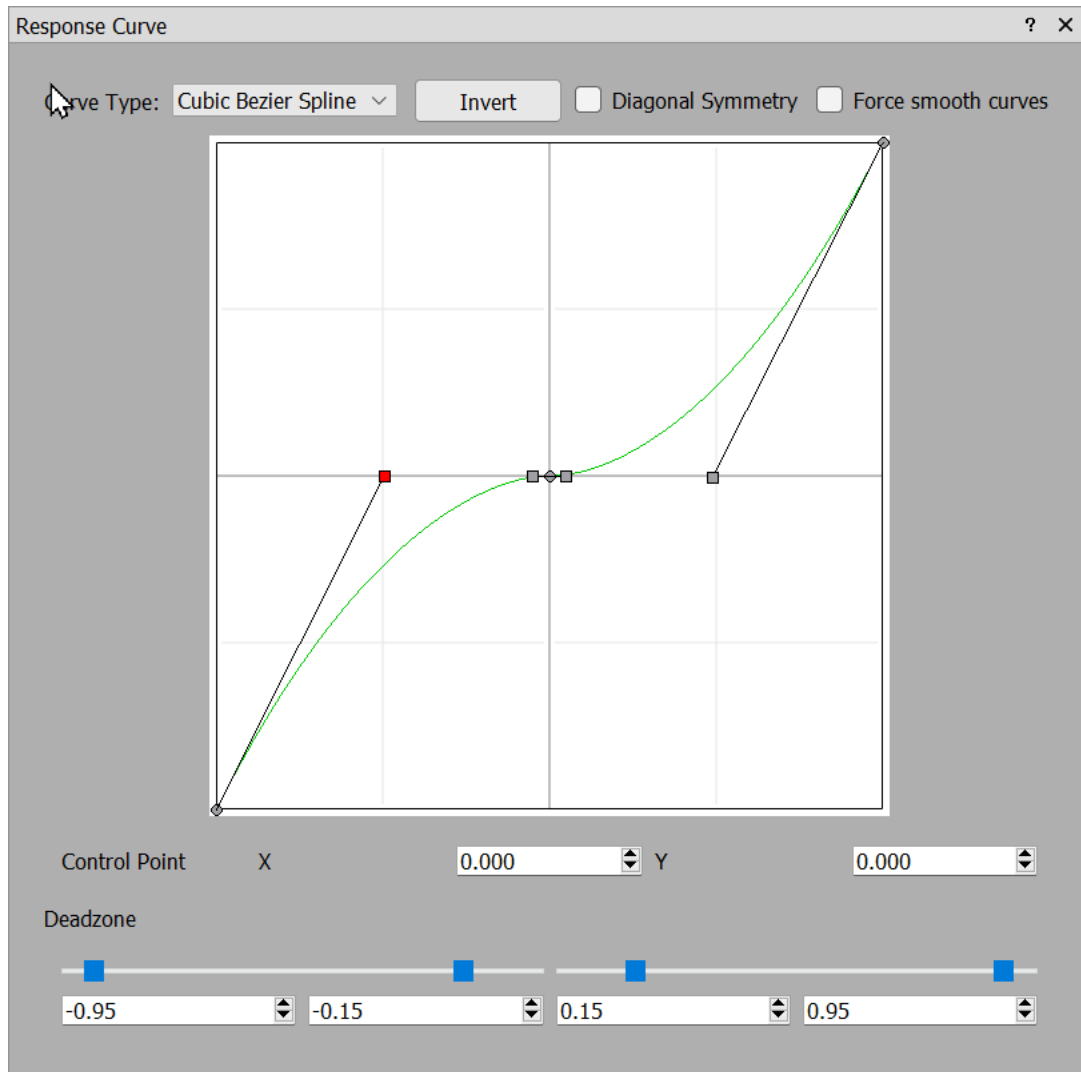 Response Curve ? ×
Curve Type: Cubic Bezier Spline Invert Diagonal Symmetry Force smooth curves
Control Point X 0.000 Y 0.000
Deadzone
-0.95 -0.15 0.15 0.95